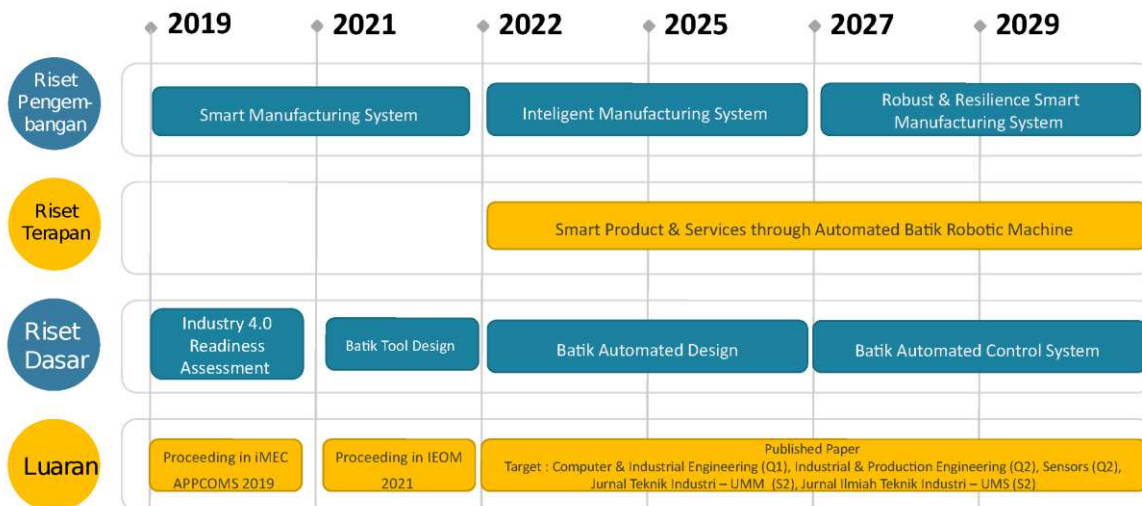 2019
2021
2022
2025
2027
2029
Riset
Pengem-
bangan
Smart Manufacturing System
Inteligent Manufacturing System
Robust & Resilience Smart
Manufacturing System
Riset
Terapan
Smart Product & Services through Automated Batik Robotic Machine
Riset
Dasar
Industry 4.0
Readiness
Assessment
Batik Tool Design
Batik Automated Design
Batik Automated Control System
Luaran
Proceeding in iMEC
APPCOMS 2019
Proceeding in IEOM
2021
Published Paper
Target : Computer & Industrial Engineering (Q1), Industrial & Production Engineering (Q2), Sensors (Q2),
Jurnal Teknik Industri – UMM (S2), Jurnal Ilmiah Teknik Industri – UMS (S2)